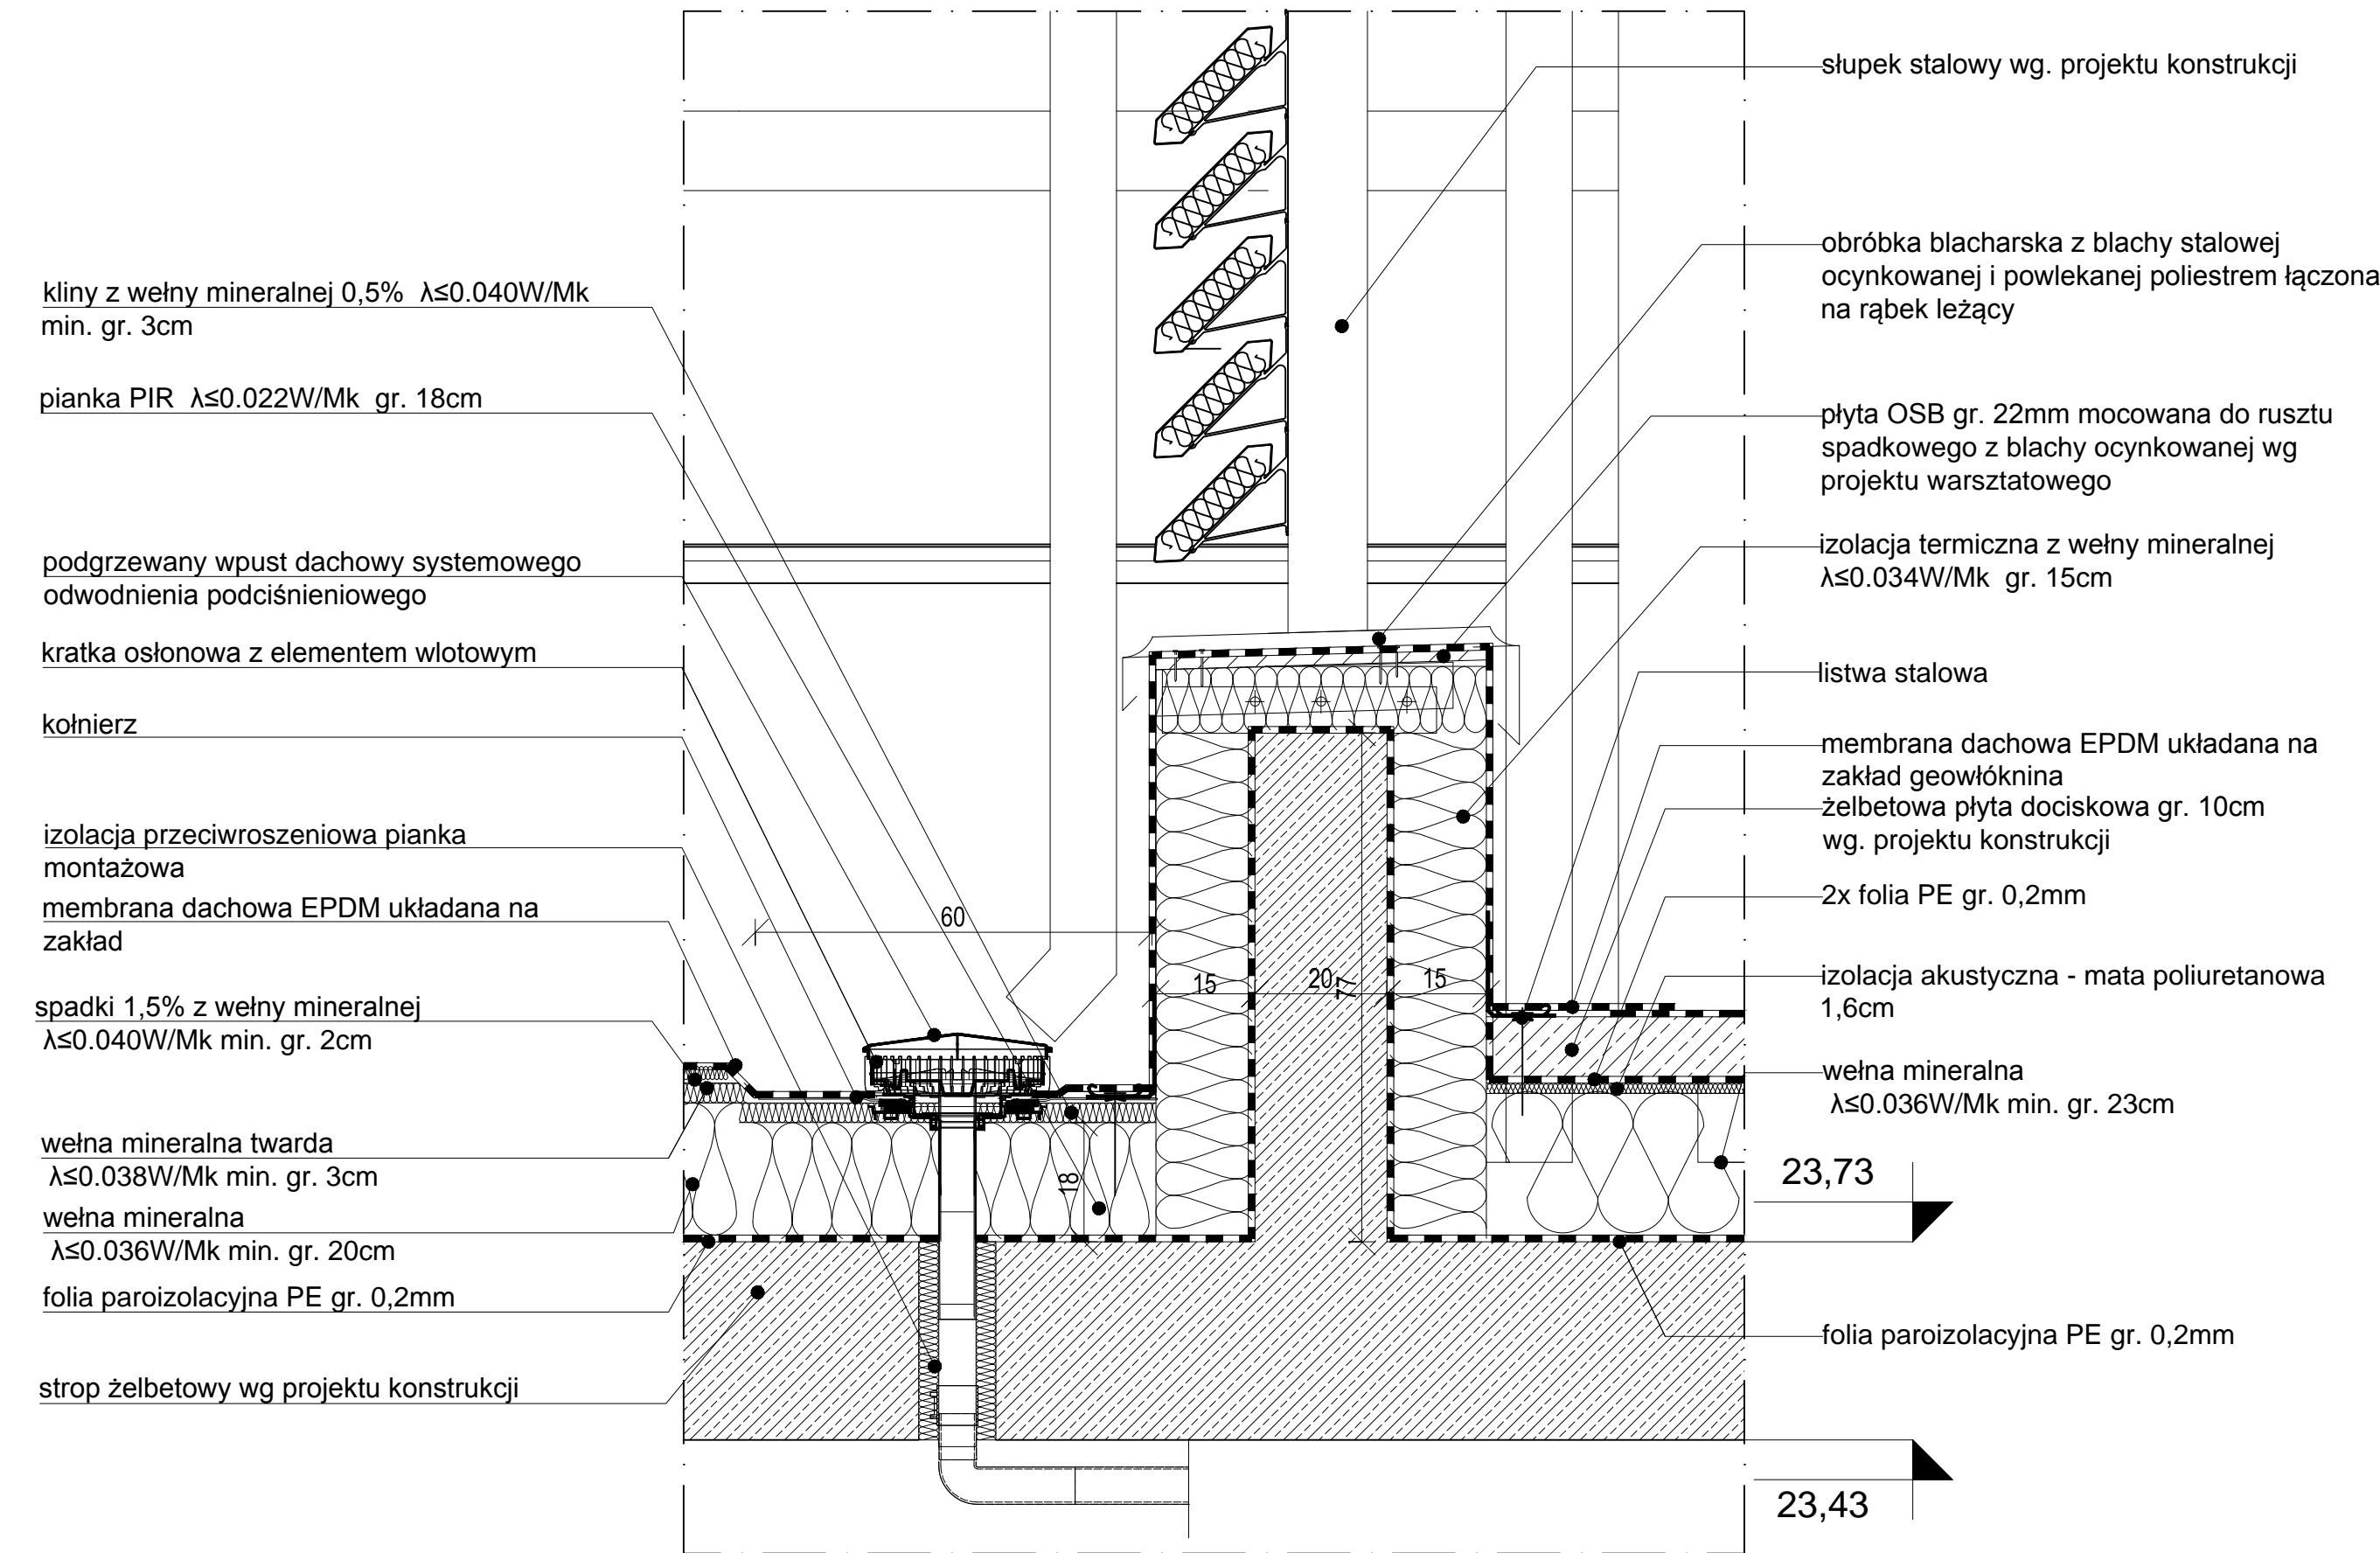 kliny z wełny mineralnej 0,5%  λ≤0.040W/Mk
min. gr. 3cm
pianka PIR  λ≤0.022W/Mk  gr. 18cm
podgrzewany wpust dachowy systemowego
odwodnienia podciśnieniowego
kratka osłonowa z elementem wlotowym
kołnierz
izolacja przeciwroszeniowa pianka
montażowa
membrana dachowa EPDM układana na
zakład
spadki 1,5% z wełny mineralnej
λ≤0.040W/Mk min. gr. 2cm
wełna mineralna twarda
λ≤0.038W/Mk min. gr. 3cm
wełna mineralna
λ≤0.036W/Mk min. gr. 20cm
folia paroizolacyjna PE gr. 0,2mm
strop żelbetowy wg projektu konstrukcji
60
15
20
77
15
18
słupek stalowy wg. projektu konstrukcji
obróbka blacharska z blachy stalowej
ocynkowanej i powlekanej poliestrem łączona
na rąbek leżący
płyta OSB gr. 22mm mocowana do rusztu
spadkowego z blachy ocynkowanej wg
projektu warsztatowego
izolacja termiczna z wełny mineralnej
λ≤0.034W/Mk  gr. 15cm
listwa stalowa
membrana dachowa EPDM układana na
zakład geowłóknina
żelbetowa płyta dociskowa gr. 10cm
wg. projektu konstrukcji
2x folia PE gr. 0,2mm
izolacja akustyczna - mata poliuretanowa
1,6cm
wełna mineralna
λ≤0.036W/Mk min. gr. 23cm
23,73
folia paroizolacyjna PE gr. 0,2mm
23,43